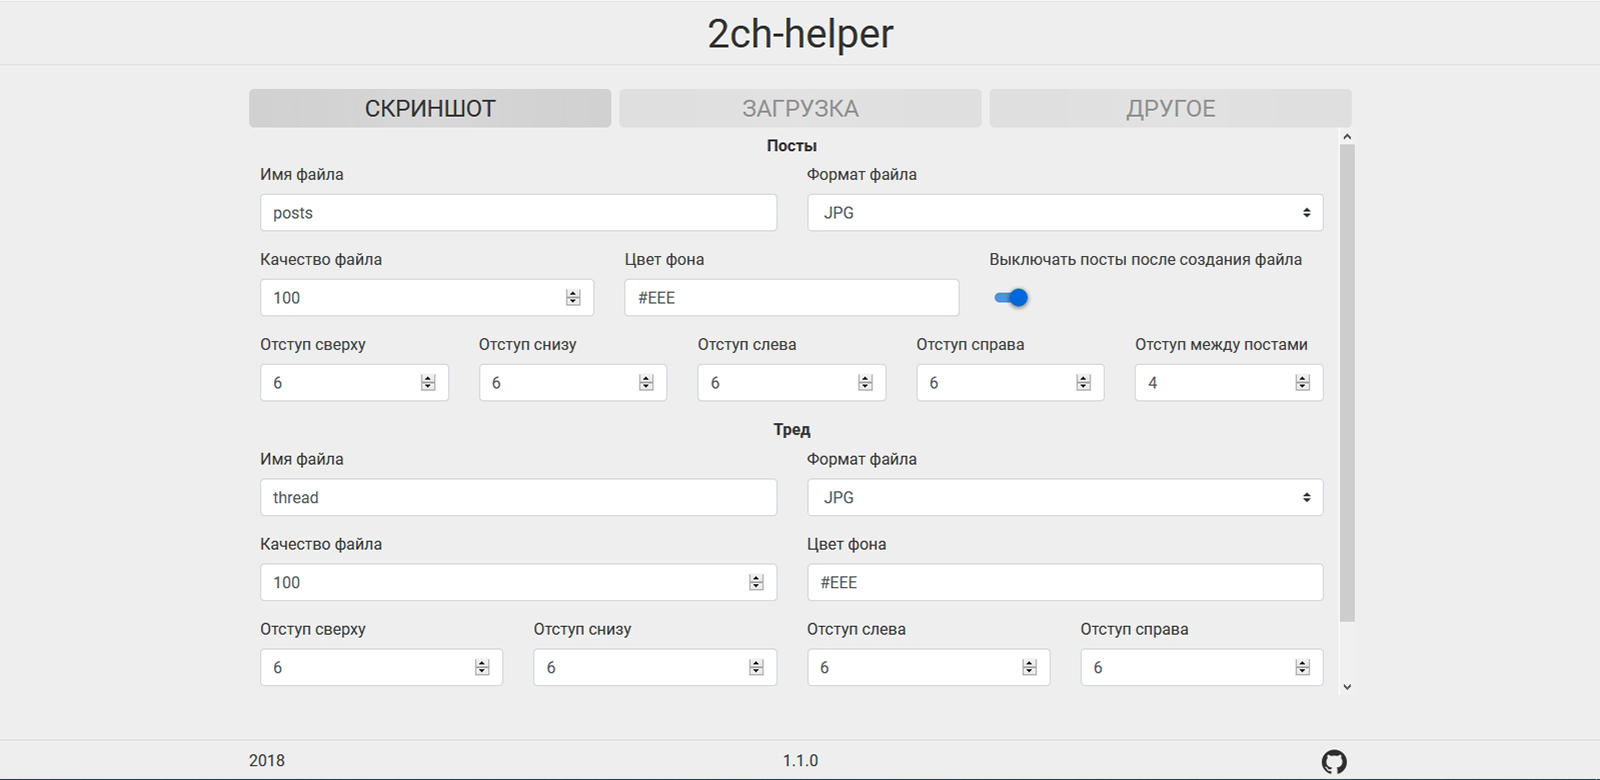 2ch-helper
СКРИНШОТ ЗАГРУЗКА ДРУГОЕ
Посты
Имя файла Формат файла
posts JPG
Качество файла Цвет фона Выключать посты после создания файла
100 #EEE
Отступ сверху Отступ снизу Отступ слева Отступ справа Отступ между постами
6 6 6 6 4
Тред
Имя файла Формат файла
thread JPG
Качество файла Цвет фона
100 #EEE
Отступ сверху Отступ снизу Отступ слева Отступ справа
6 6 6 6
2018 1.1.0